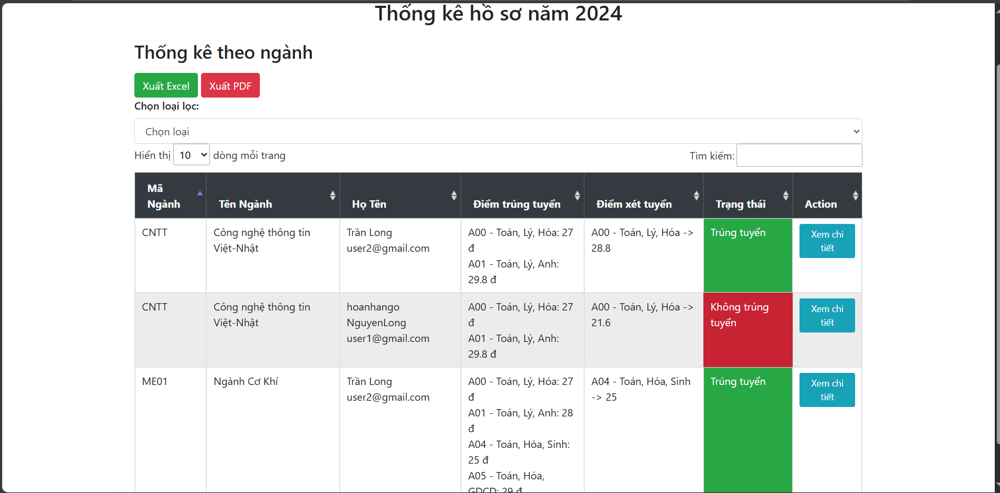 Thống kê hồ sơ năm 2024
Thống kê theo ngành
Xuất Excel
Xuất PDF
Chọn loại lọc:
Chọn loại
Hiển thị 10 dòng mỗi trang
Tìm kiếm:
Mã
Ngành
Tên Ngành
Họ Tên
Điểm trúng tuyển
Điểm xét tuyển
Trạng thái
Action
CNTT
Công nghệ thông tin
Việt-Nhật
Trần Long
user2@gmail.com
A00 - Toán, Lý, Hóa: 27
đ
A01 - Toán, Lý, Anh:
29.8 đ
A00 - Toán, Lý, Hóa ->
28.8
Trúng tuyển
Xem chi
tiết
CNTT
Công nghệ thông tin
Việt-Nhật
hoanhango
NguyenLong
user1@gmail.com
A00 - Toán, Lý, Hóa: 27
đ
A01 - Toán, Lý, Anh:
29.8 đ
A00 - Toán, Lý, Hóa ->
21.6
Không trúng
tuyển
Xem chi
tiết
ME01
Ngành Cơ Khí
Trần Long
user2@gmail.com
A00 - Toán, Lý, Hóa: 27
đ
A01 - Toán, Lý, Anh: 28
đ
A04 - Toán, Hóa, Sinh:
25 đ
A05 - Toán, Hóa,
GDCD: 29 đ
A04 - Toán, Hóa, Sinh
-> 25
Trúng tuyển
Xem chi
tiết